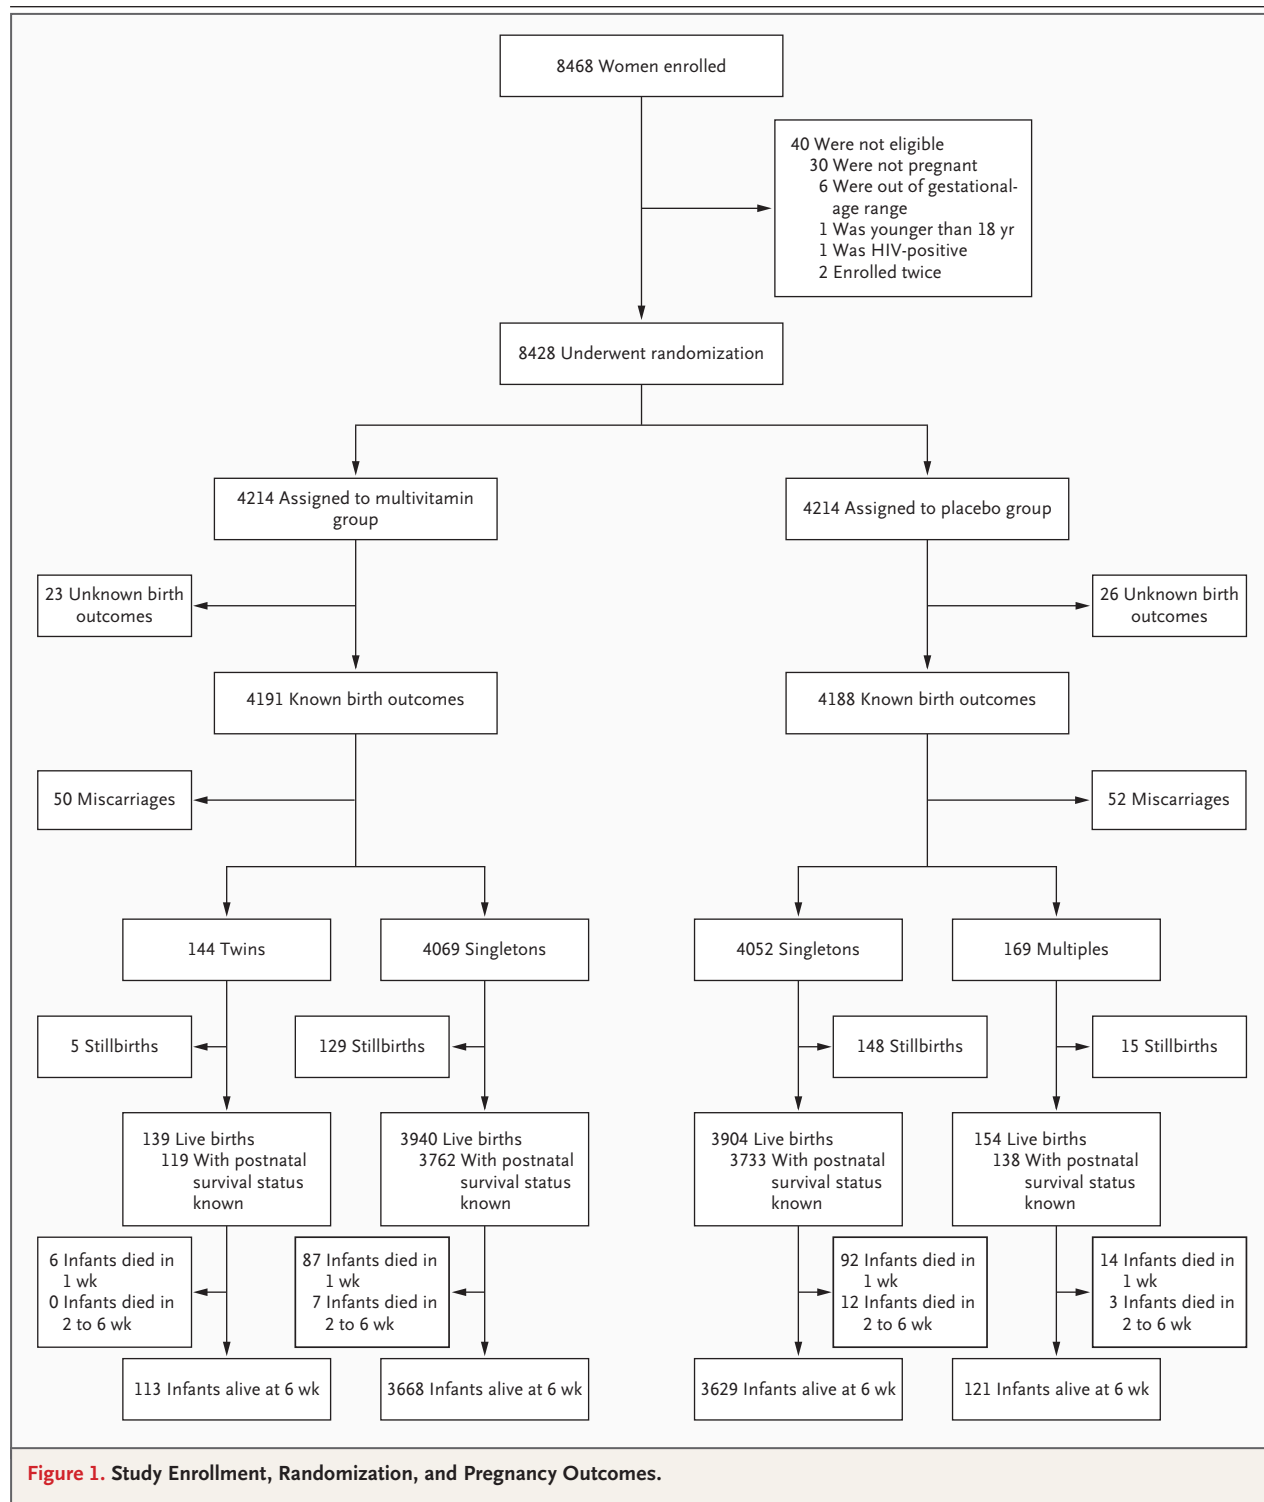 8468 Women enrolled
40 Were not eligible
30 Were not pregnant
6 Were out of gestational-
age range
1 Was younger than 18 yr
1 Was HIV-positive
2 Enrolled twice
8428 Underwent randomization
4214 Assigned to multivitamin
group
4214 Assigned to placebo group
23 Unknown birth
outcomes
26 Unknown birth
outcomes
4191 Known birth outcomes
4188 Known birth outcomes
50 Miscarriages
52 Miscarriages
144 Twins
4069 Singletons
4052 Singletons
169 Multiples
5 Stillbirths
129 Stillbirths
148 Stillbirths
15 Stillbirths
139 Live births
119 With postnatal
survival status
known
3940 Live births
3762 With postnatal
survival status
known
3904 Live births
3733 With postnatal
survival status
known
154 Live births
138 With postnatal
survival status
known
6 Infants died in
1 wk
0 Infants died in
2 to 6 wk
87 Infants died in
1 wk
7 Infants died in
2 to 6 wk
92 Infants died in
1 wk
12 Infants died in
2 to 6 wk
14 Infants died in
1 wk
3 Infants died in
2 to 6 wk
113 Infants alive at 6 wk
3668 Infants alive at 6 wk
3629 Infants alive at 6 wk
121 Infants alive at 6 wk
Figure 1. Study Enrollment, Randomization, and Pregnancy Outcomes.